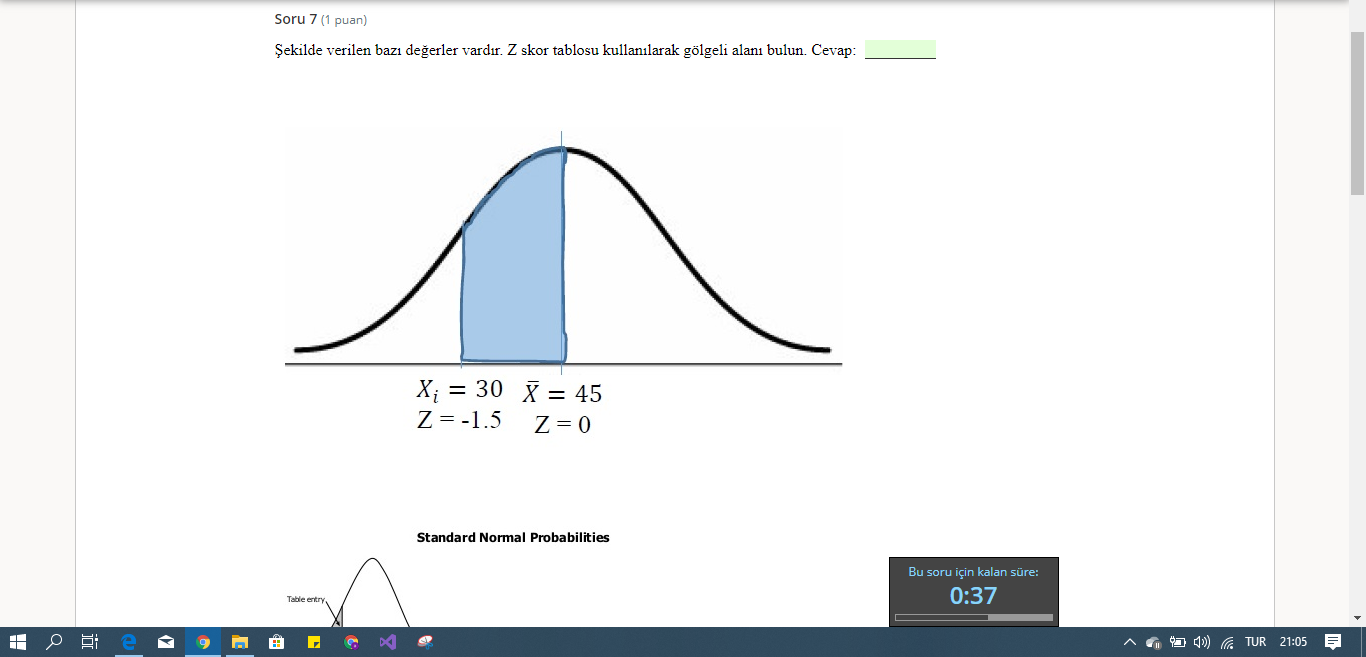 Soru 7 (1 puan)
Şekilde verilen bazı değerler vardır. Z skor tablosu kullanılarak gölgeli alanı bulun. Cevap:
X_i = 30
X̄ = 45
Z = -1.5
Z = 0
Standard Normal Probabilities
Table entry
Bu soru için kalan süre:
0:37
TUR
21:05